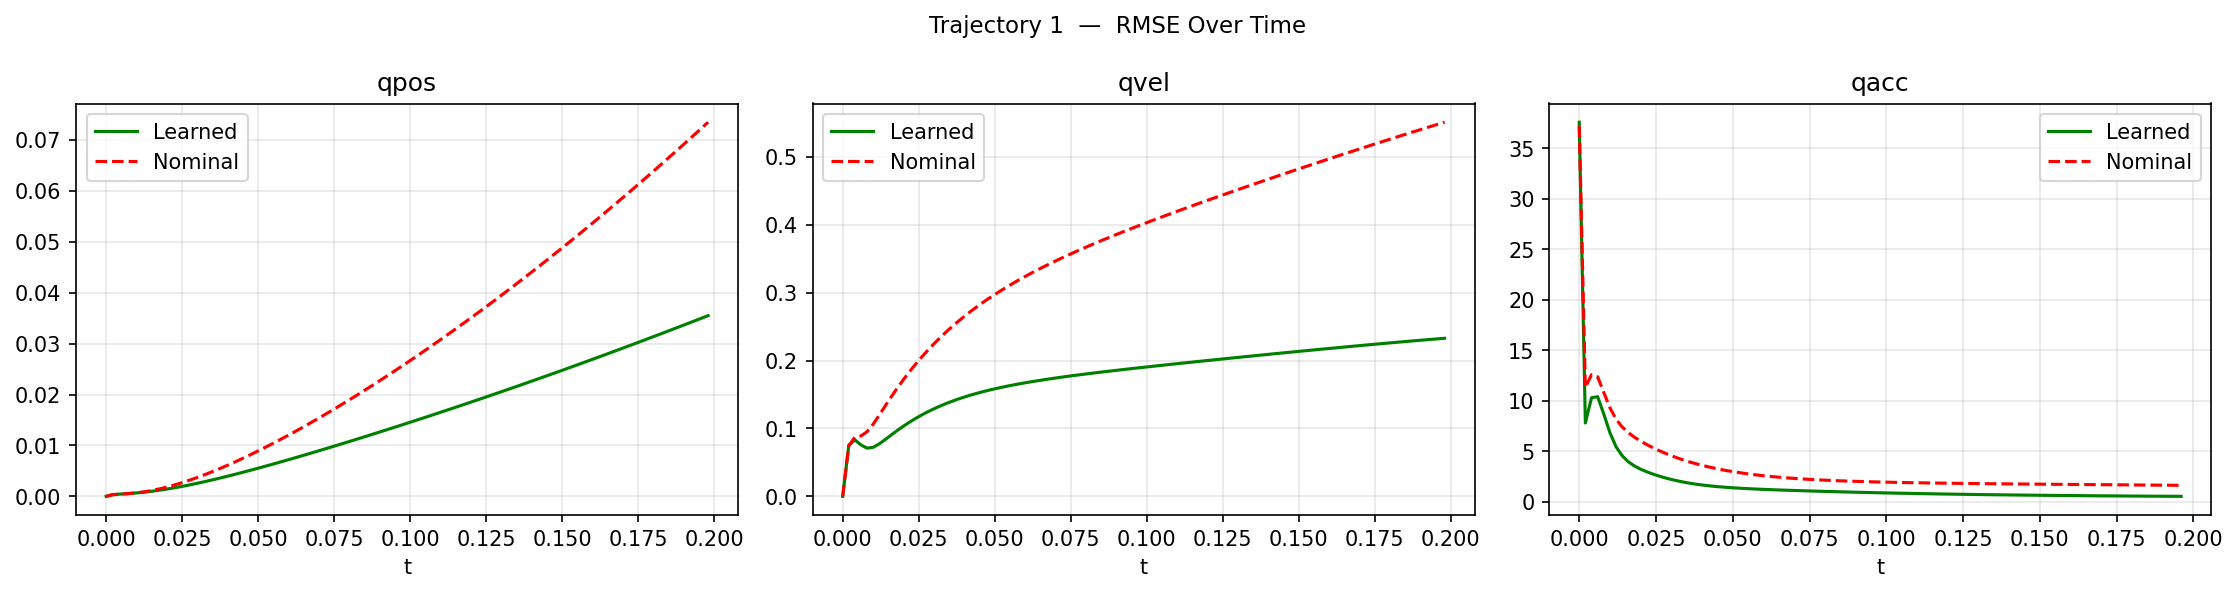 Trajectory 1 — RMSE Over Time
qpos
Learned
Nominal
0.07
0.06
0.05
0.04
0.03
0.02
0.01
0.00
0.000 0.025 0.050 0.075 0.100 0.125 0.150 0.175 0.200
t
qvel
Learned
Nominal
0.5
0.4
0.3
0.2
0.1
0.0
0.000 0.025 0.050 0.075 0.100 0.125 0.150 0.175 0.200
t
qacc
Learned
Nominal
35
30
25
20
15
10
5
0
0.000 0.025 0.050 0.075 0.100 0.125 0.150 0.175 0.200
t